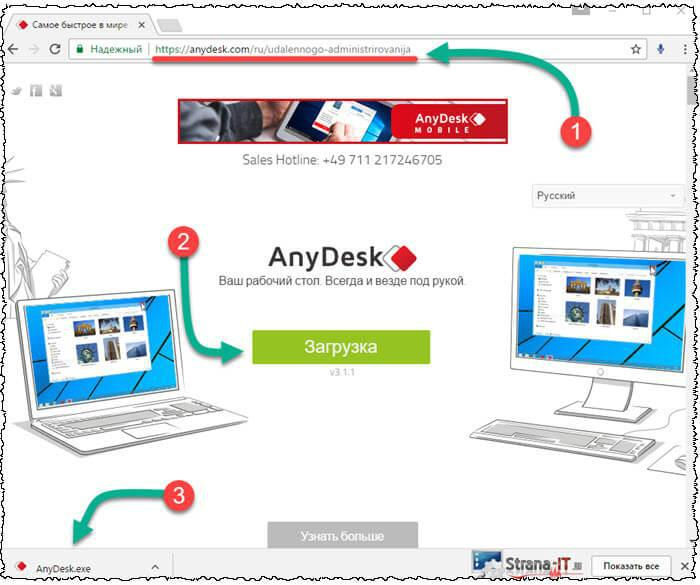 Самое быстрое в мире
Надежный
https://anydesk.com/ru/udalennogo-administrirovanija
1
AnyDesk
MOBILE
Sales Hotline: +49 711 217246705
Русский
2
AnyDesk
Ваш рабочий стол. Всегда и везде под рукой.
Загрузка
v3.1.1
3
Узнать больше
AnyDesk.exe
Strana-IT
Показать все